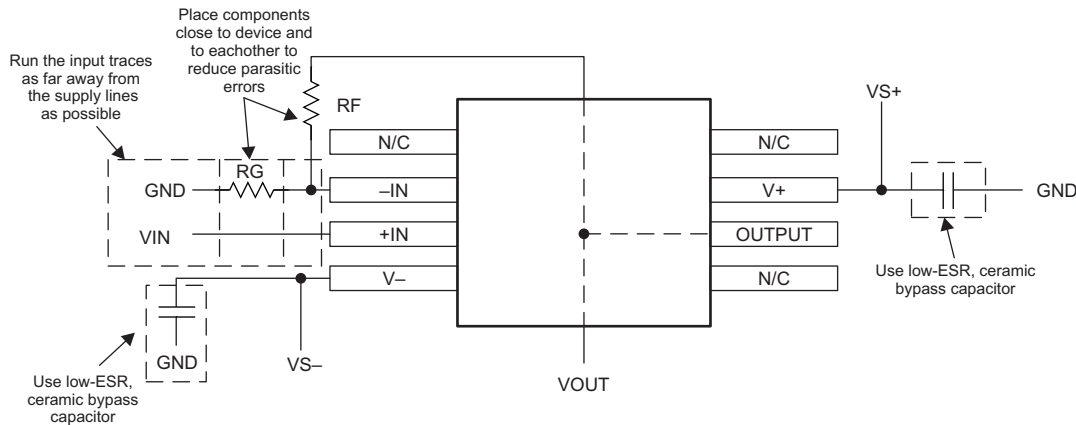 Place components
close to device and
to eachother to
reduce parasitic
errors
Run the input traces
as far away from
the supply lines
as possible
RF
VS+
N/C
N/C
RG
GND
–IN
V+
GND
VIN
+IN
OUTPUT
V–
N/C
Use low-ESR, ceramic
bypass capacitor
GND
VS–
VOUT
Use low-ESR,
ceramic bypass
capacitor